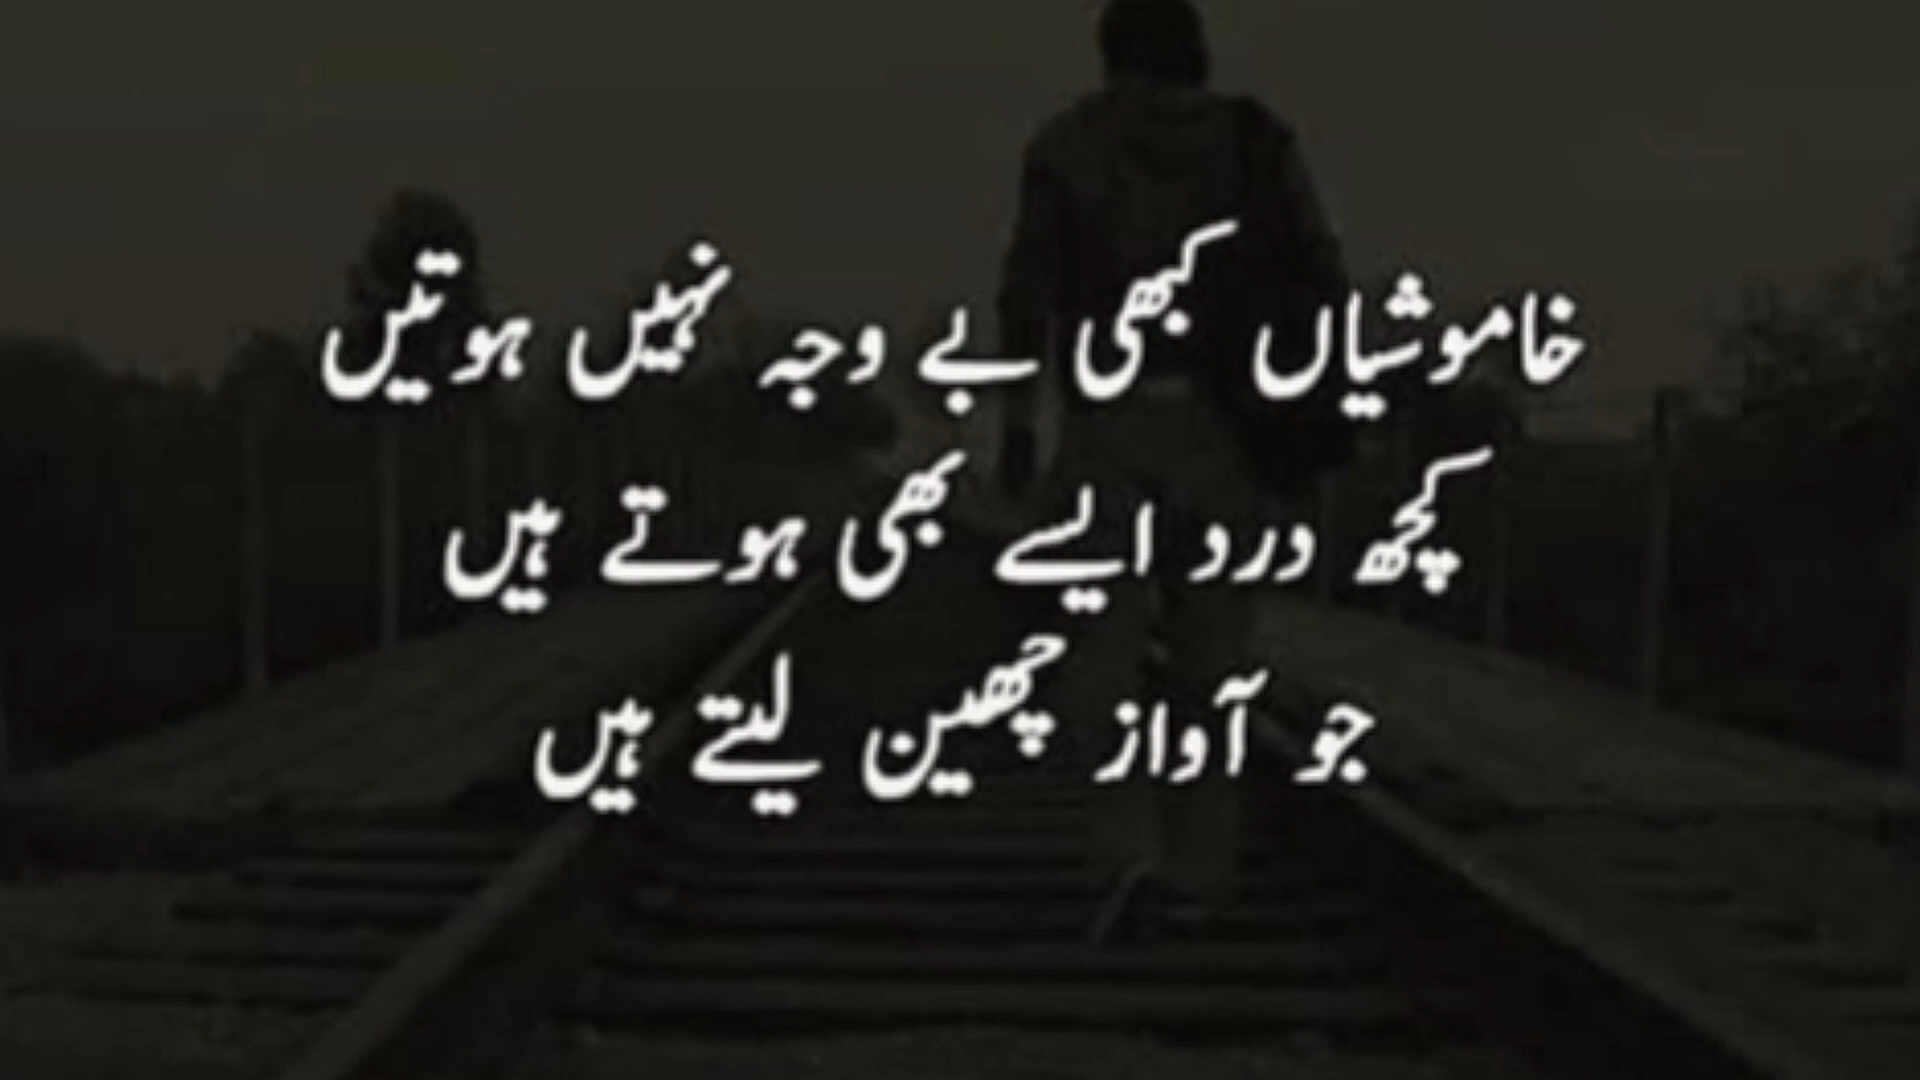 خاموشیاں کبھی بے وجہ نہیں ہوتیں
کچھ درد ایسے بھی ہوتے ہیں
جو آواز چھین لیتے ہیں